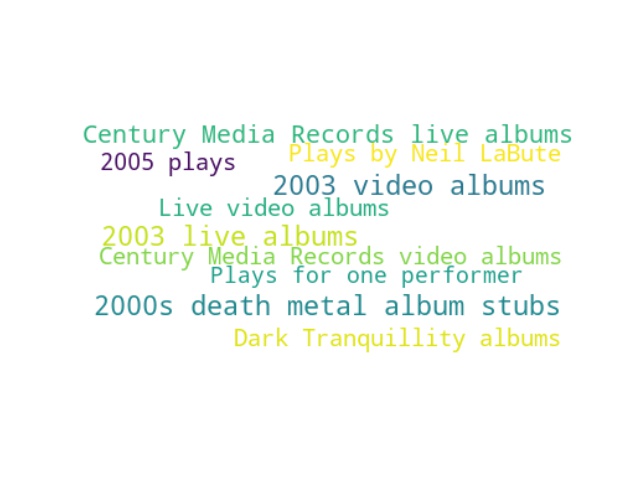 Century Media Records live albums
Plays by Neil LaBute
2005 plays
2003 video albums
Live video albums
2003 live albums
Century Media Records video albums
Plays for one performer
2000s death metal album stubs
Dark Tranquillity albums